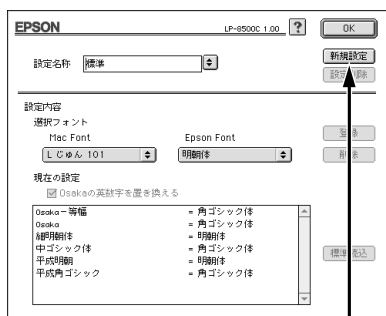 EPSON LP-8500C 1.00 ? OK
設定名称 標準 新規設定
設定削除
設定内容
選択フォント
Mac Font Epson Font 登録
L じゅん 101 明朝体 削除
現在の設定
Osakaの英数字を置き換える
Osaka－等幅 = 角ゴシック体
Osaka = 角ゴシック体
細明朝体 = 明朝体
中ゴシック体 = 角ゴシック体
平成明朝 = 明朝体
平成角ゴシック = 角ゴシック体
標準読込